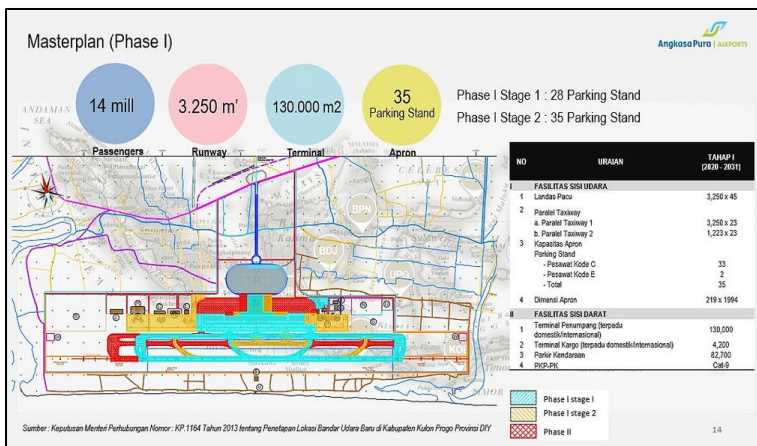 Masterplan (Phase I)
AngkasaPura | AIRPORTS
14 mill
Passengers
3.250 m'
Runway
130.000 m2
Terminal
35
Parking Stand
Apron
Phase I Stage 1 : 28 Parking Stand
Phase I Stage 2 : 35 Parking Stand
ANDAMAN
SEA
CELEBES
BPN
BDJ
UPG
NO URAIAN TAHAP I
(2020 - 2031)
I FASILITAS SISI UDARA
1 Landas Pacu 3,250 x 45
2 Paralel Taxiway
a. Paralel Taxiway 1 3,250 x 23
b. Paralel Taxiway 2 1,223 x 23
3 Kapasitas Apron
Parking Stand
- Pesawat Kode C 33
- Pesawat Kode E 2
- Total 35
4 Dimensi Apron 219 x 1994
II FASILITAS SISI DARAT
1 Terminal Penumpang (terpadu
domestik/internasional) 130,000
2 Terminal Kargo (terpadu domestik/internasional) 4,200
3 Parkir Kendaraan 82,700
4 PKP-PK Cat-9
TIMOR
Phase I stage I
Phase I stage 2
Phase II
Sumber : Keputusan Menteri Perhubungan Nomor : KP.1164 Tahun 2013 tentang Penetapan Lokasi Bandar Udara Baru di Kabupaten Kulon Progo Provinsi DIY
14